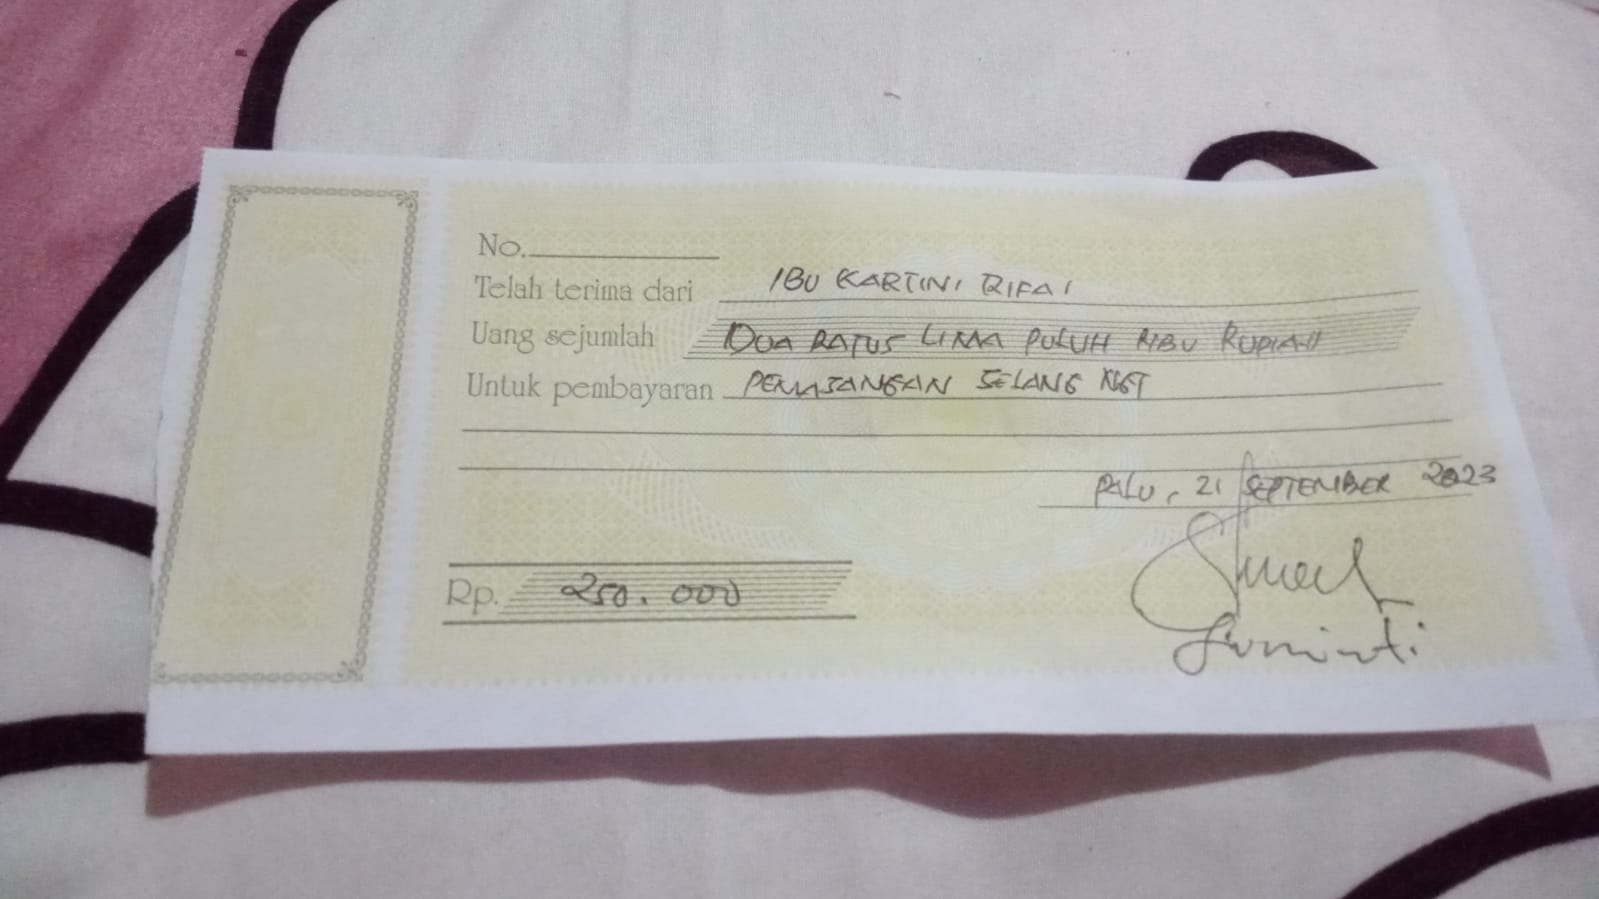 No.
Telah terima dari IBU KARTINI RIFAI
Uang sejumlah DUA RATUS LIMA PULUH RIBU RUPIAH
Untuk pembayaran PEMASANGAN SELANG NGT
PALU, 21 SEPTEMBER 2023
Rp. 250.000